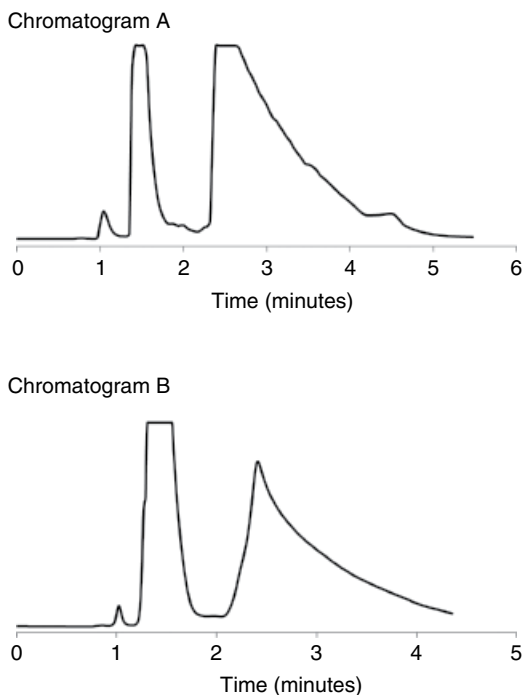 Chromatogram A
0 1 2 3 4 5 6
Time (minutes)
Chromatogram B
0 1 2 3 4 5
Time (minutes)